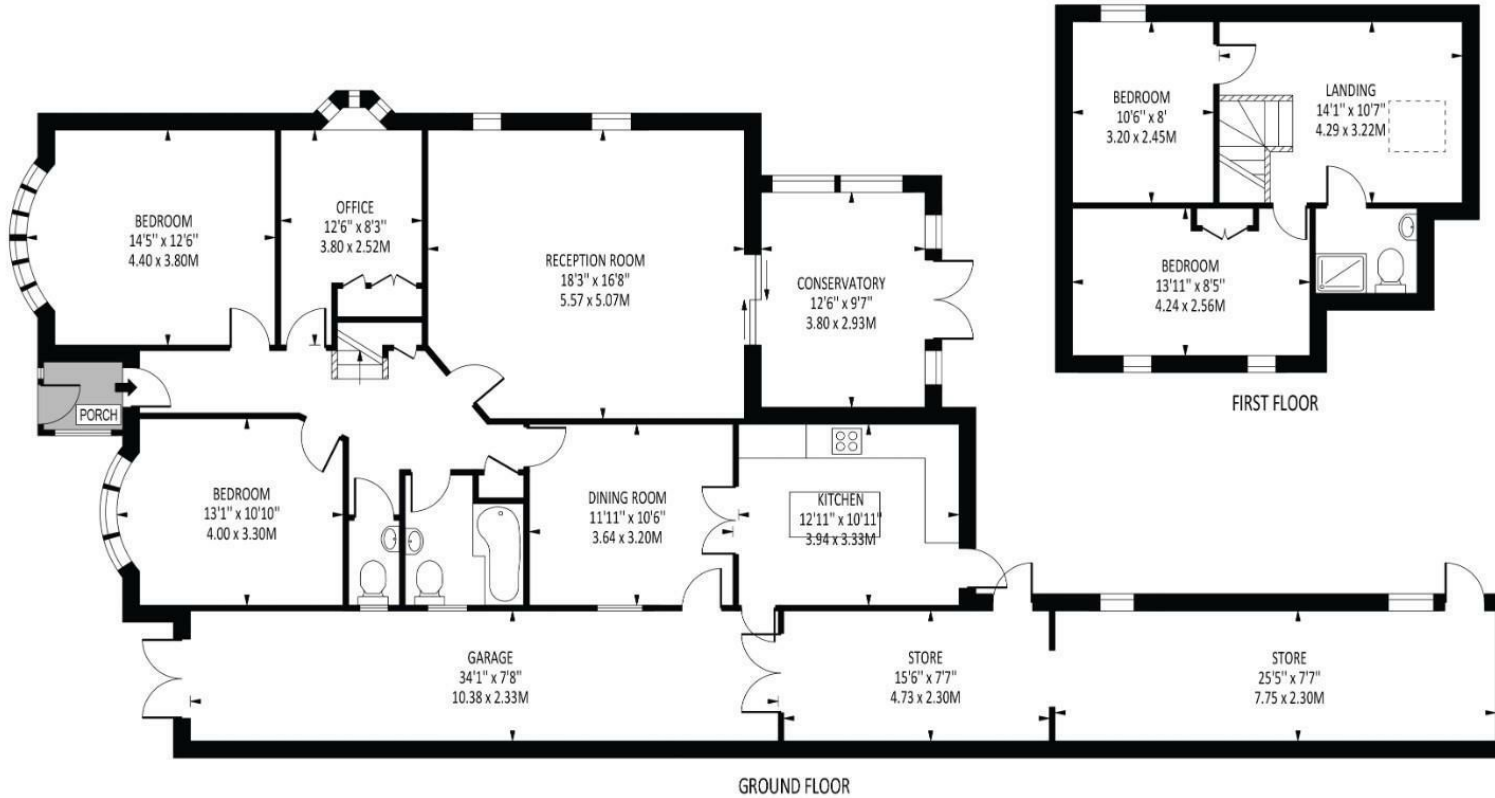 BEDROOM
14'5" x 12'6"
4.40 x 3.80M
OFFICE
12'6" x 8'3"
3.80 x 2.52M
RECEPTION ROOM
18'3" x 16'8"
5.57 x 5.07M
CONSERVATORY
12'6" x 9'7"
3.80 x 2.93M
PORCH
BEDROOM
13'1" x 10'10"
4.00 x 3.30M
DINING ROOM
11'11" x 10'6"
3.64 x 3.20M
KITCHEN
12'11" x 10'11"
3.94 x 3.33M
GARAGE
34'1" x 7'8"
10.38 x 2.33M
STORE
15'6" x 7'7"
4.73 x 2.30M
STORE
25'5" x 7'7"
7.75 x 2.30M
GROUND FLOOR
BEDROOM
10'6" x 8'
3.20 x 2.45M
LANDING
14'1" x 10'7"
4.29 x 3.22M
BEDROOM
13'11" x 8'5"
4.24 x 2.56M
FIRST FLOOR